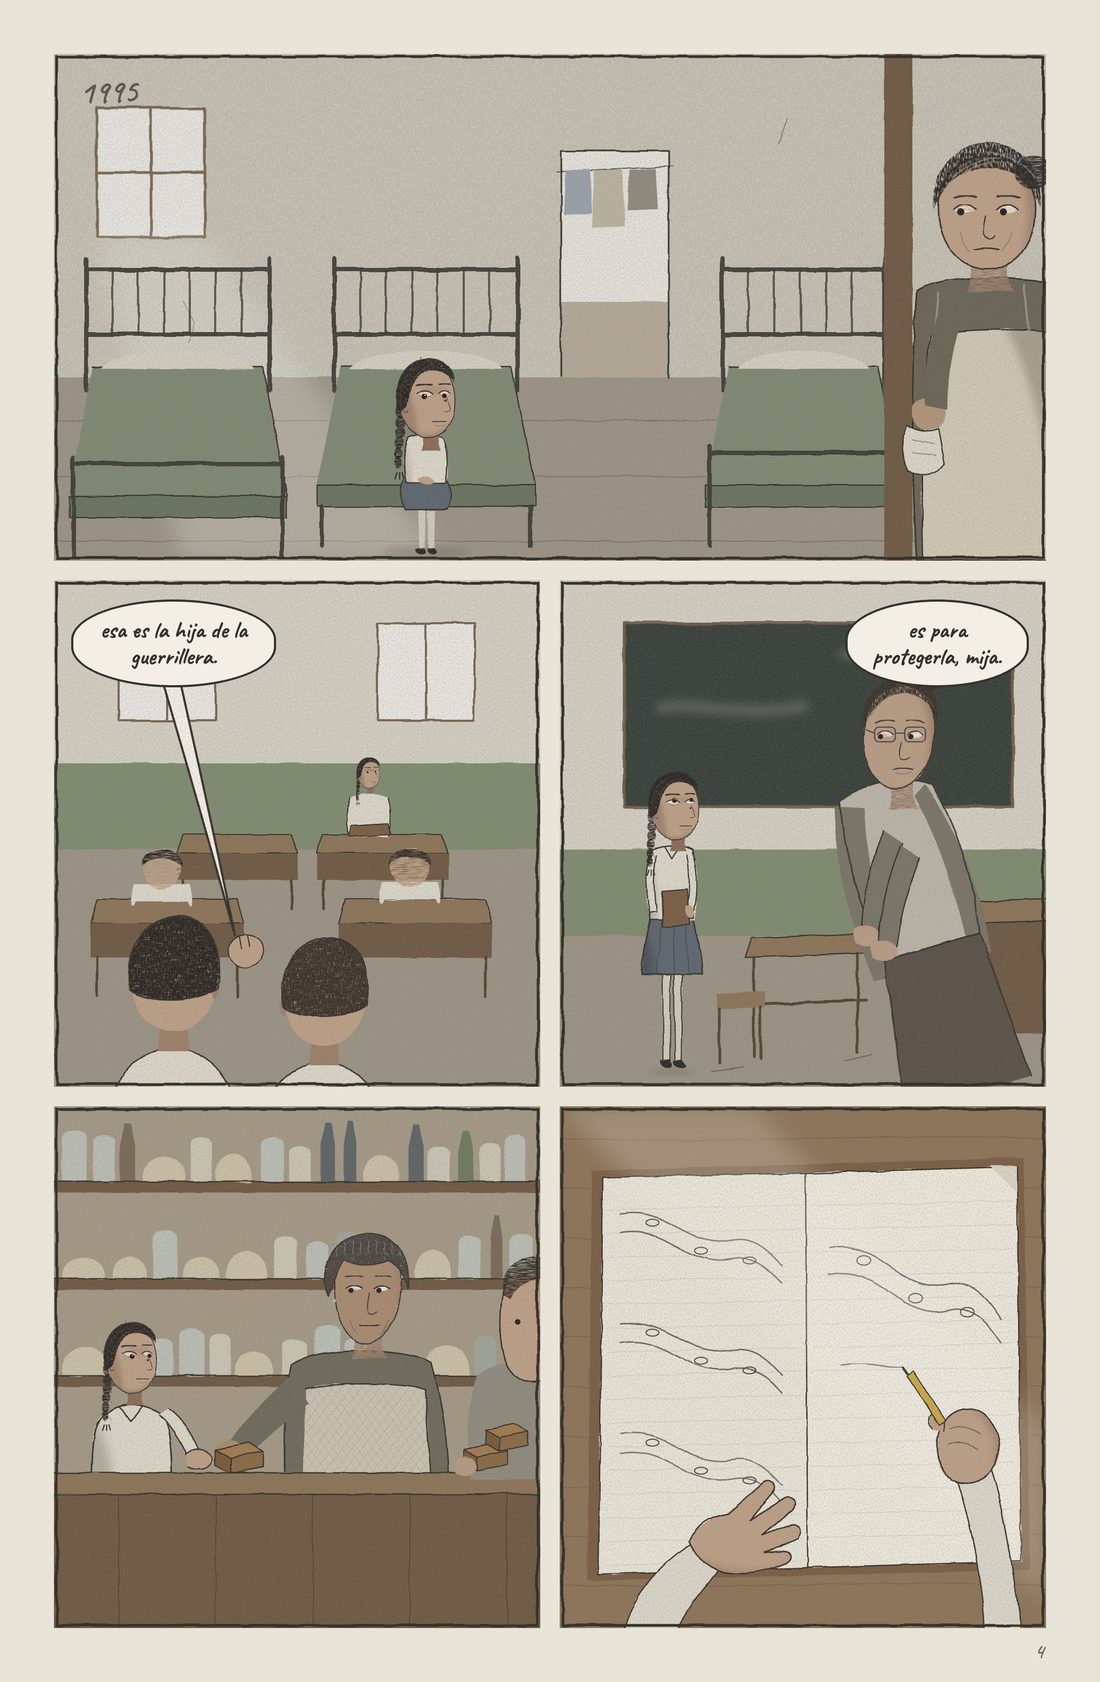 1995
esa es la hija de la
guerrillera.
es para
protegerla, mija.
4